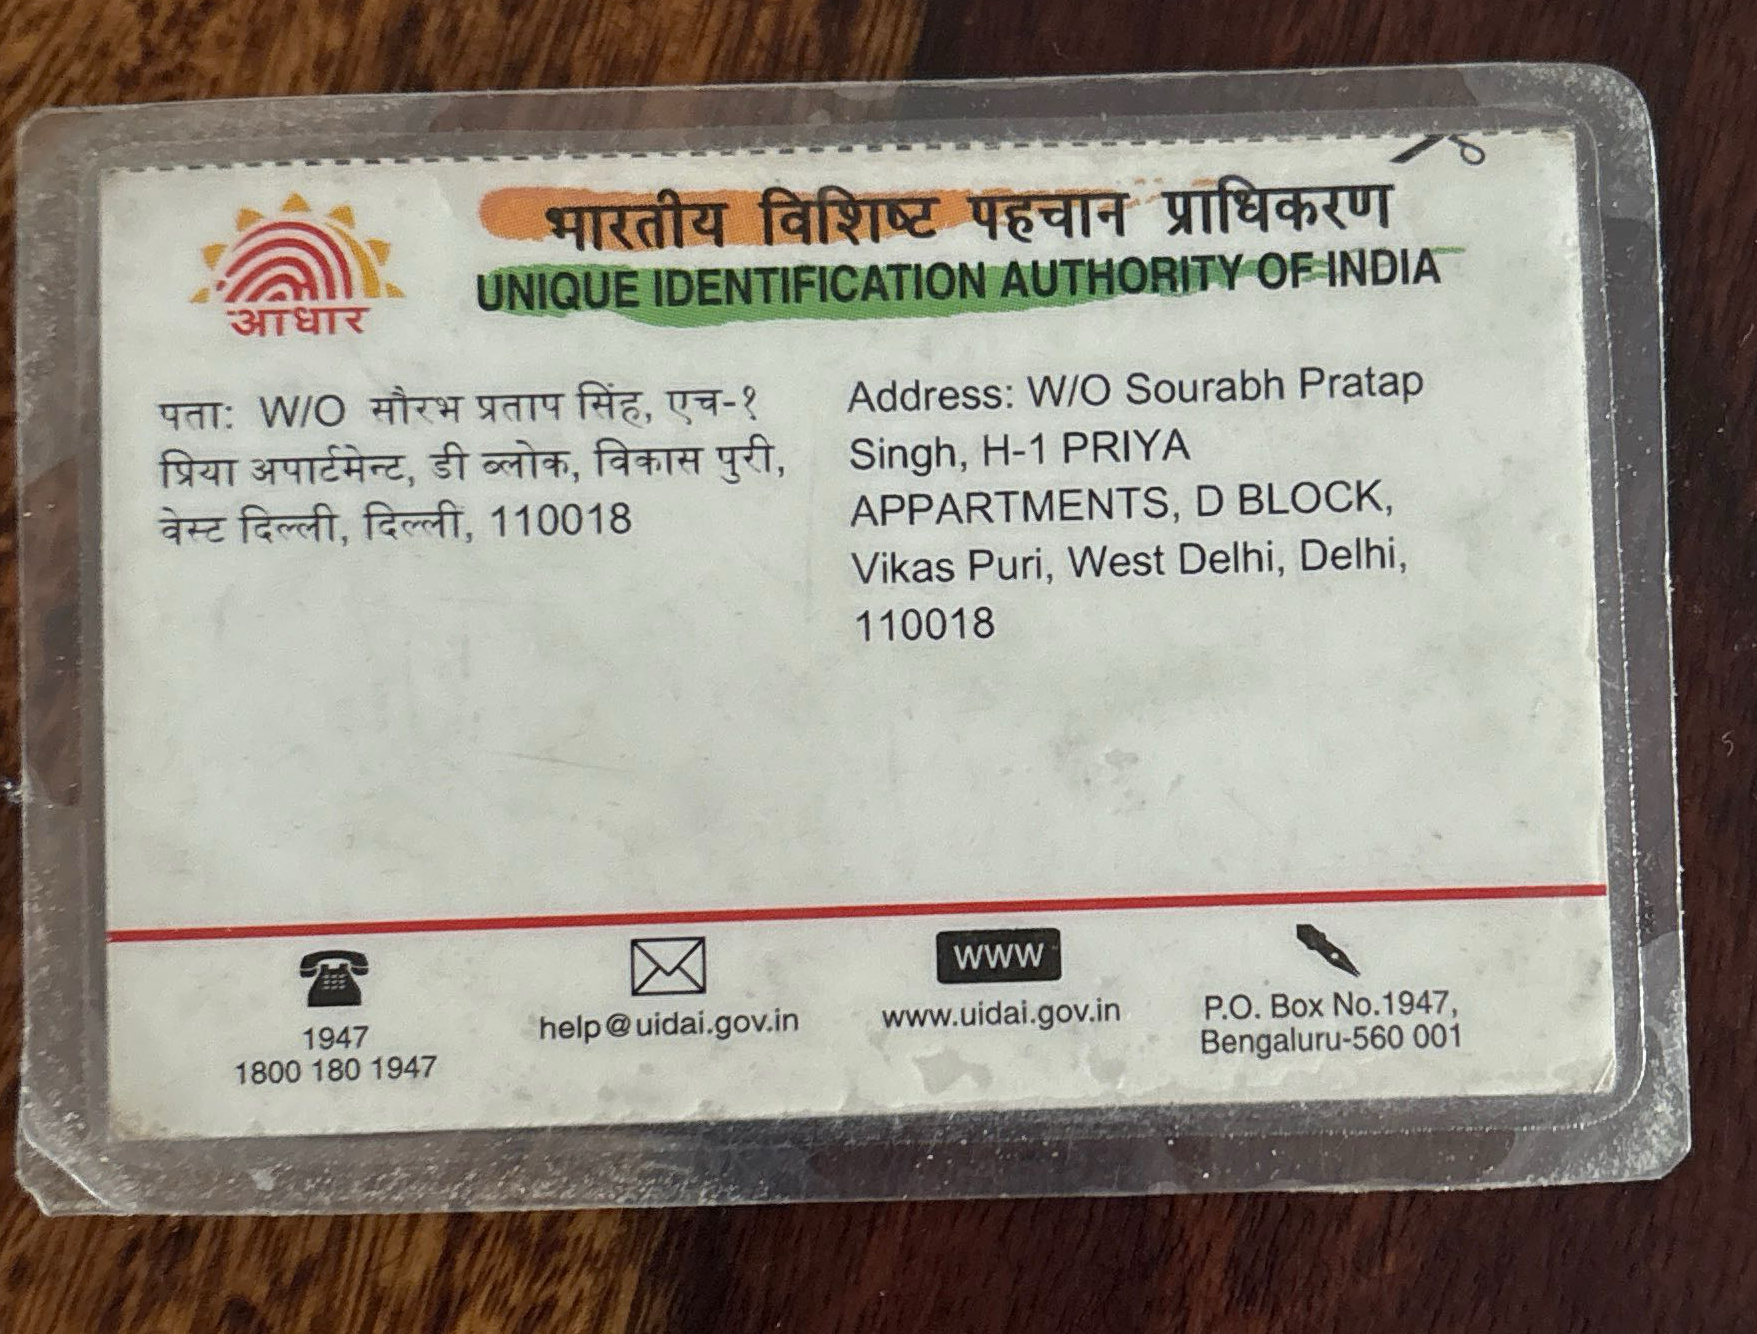 आधार
भारतीय विशिष्ट पहचान प्राधिकरण
UNIQUE IDENTIFICATION AUTHORITY OF INDIA
पता: W/O सौरभ प्रताप सिंह, एच-१
प्रिया अपार्टमेन्ट, डी ब्लोक, विकास पुरी,
वेस्ट दिल्ली, दिल्ली, 110018
Address: W/O Sourabh Pratap
Singh, H-1 PRIYA
APPARTMENTS, D BLOCK,
Vikas Puri, West Delhi, Delhi,
110018
1947
1800 180 1947
help@uidai.gov.in
WWW
www.uidai.gov.in
P.O. Box No.1947,
Bengaluru-560 001